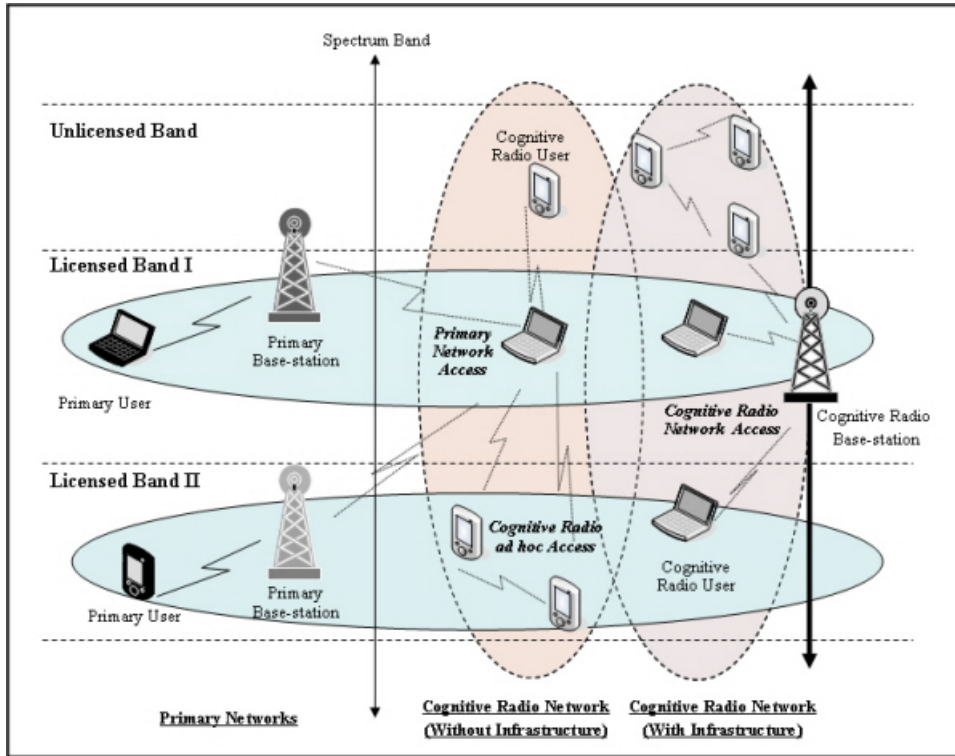 Spectrum Band
Unlicensed Band
Cognitive
Radio User
Licensed Band I
Primary
Base-station
Primary User
Primary
Network
Access
Cognitive Radio
Network Access
Cognitive Radio
Base-station
Licensed Band II
Cognitive Radio
ad hoc Access
Primary
Base-station
Primary User
Cognitive
Radio User
Primary Networks
Cognitive Radio Network
(Without Infrastructure)
Cognitive Radio Network
(With Infrastructure)